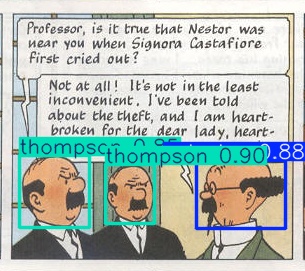 Professor, is it true that Nestor was
near you when Signora Castafiore
first cried out?
Not at all! It's not in the least
inconvenient, I've been told
about the theft, and I am heart-
broken for the dear lady, heart-
thompson
thompson 0.90
0.88